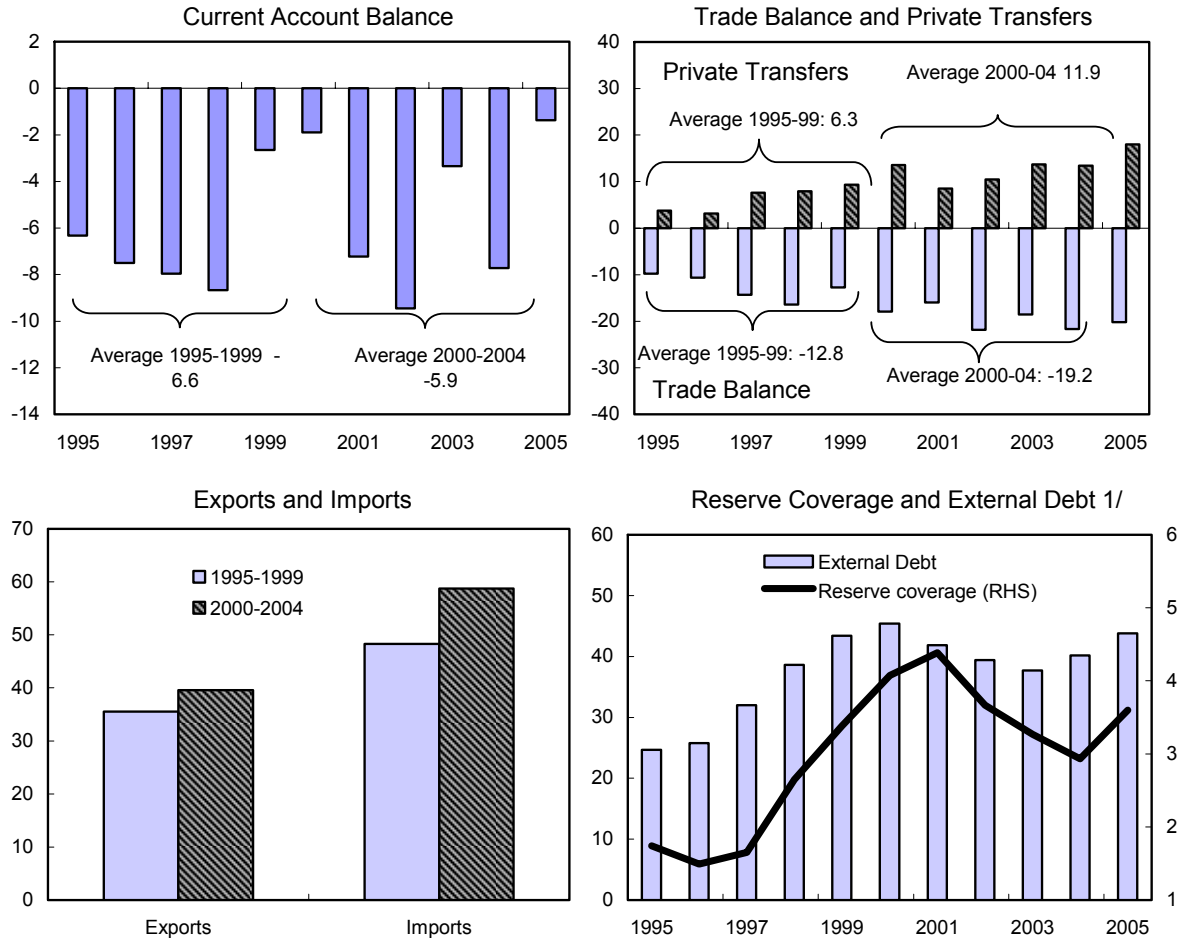 Current Account Balance
2
0
-2
-4
-6
-8
-10
-12
-14
Average 1995-1999 -
6.6
Average 2000-2004
-5.9
1995 1997 1999 2001 2003 2005
Trade Balance and Private Transfers
40
30
20
10
0
-10
-20
-30
-40
Private Transfers
Average 2000-04 11.9
Average 1995-99: 6.3
Average 1995-99: -12.8
Average 2000-04: -19.2
Trade Balance
1995 1997 1999 2001 2003 2005
Exports and Imports
70
60
50
40
30
20
10
0
1995-1999
2000-2004
Exports Imports
Reserve Coverage and External Debt 1/
60
50
40
30
20
10
0
External Debt
Reserve coverage (RHS)
6
5
4
3
2
1
1995 1997 1999 2001 2003 2005